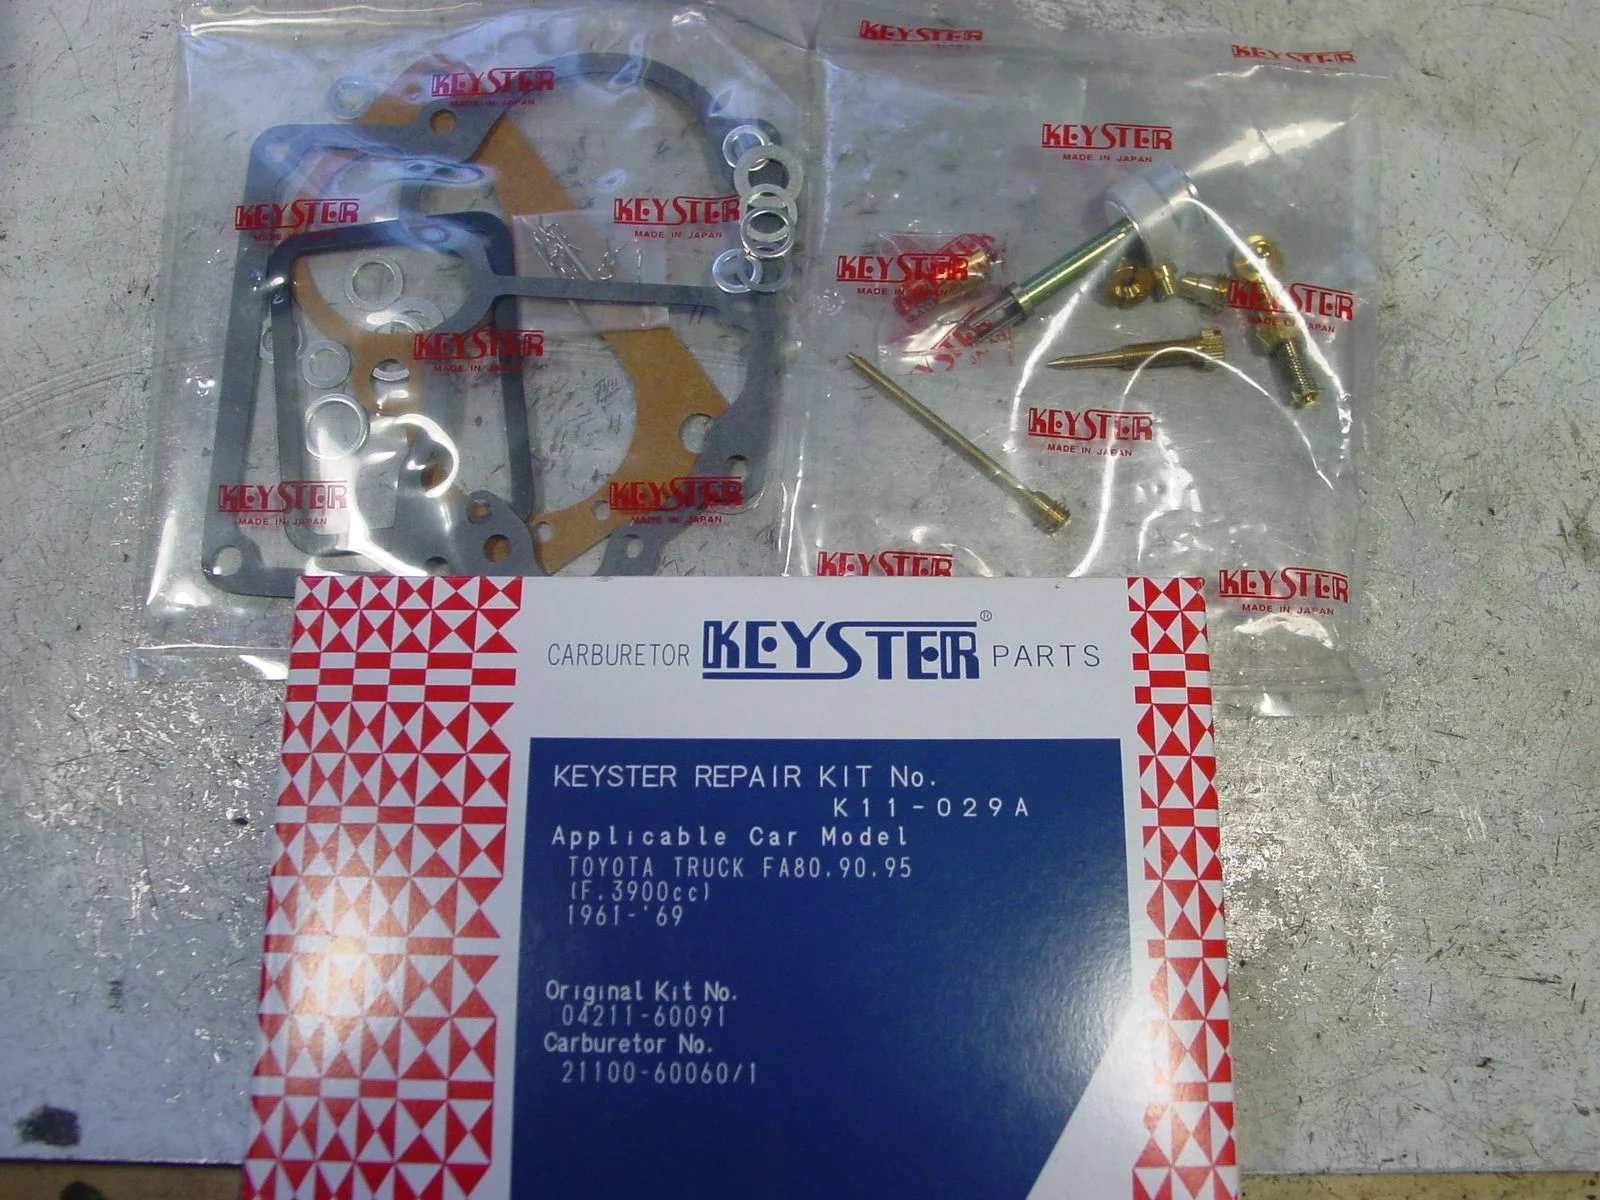 KEYSTER
KEYSTER
KEYSTER
MADE IN JAPAN
KEYSTER
MADE IN JAPAN
KEYSTER
MADE IN JAPAN
KEYSTER
MADE IN JAPAN
KEYSTER
MADE IN
KEYSTER
KEYSTER
JAPAN
KEYSTER
MADE IN JAPAN
KEYSTER
MADE IN JAPAN
KEYSTER
MADE IN JAPAN
KEYSTER
MADE IN JAPAN
KEYSTER
KEYSTER
MADE IN JAPAN
CARBURETOR KEYSTER® PARTS
KEYSTER REPAIR KIT No.
K11-029A
Applicable Car Model
TOYOTA TRUCK FA80.90.95
(F.3900cc)
1961-'69
Original Kit No.
04211-60091
Carburetor No.
21100-60060/1